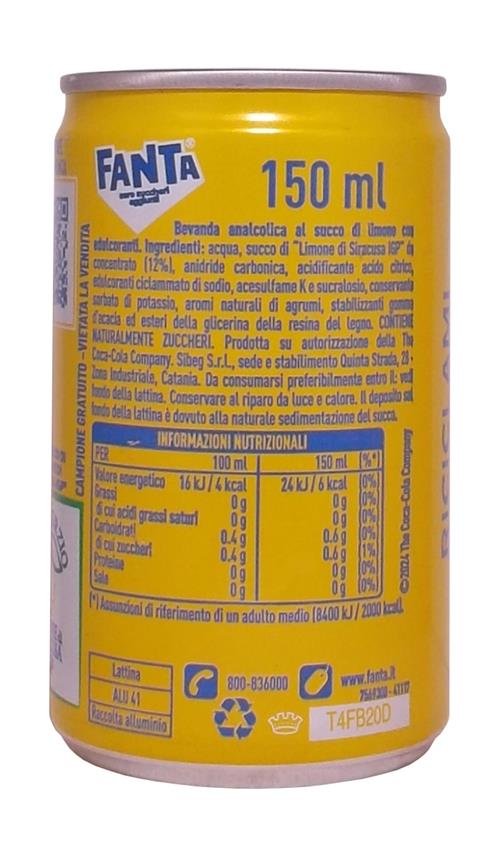 FANTA®
zero zuccheri
aggiunti
150 ml
CAMPIONE GRATUITO - VIETATA LA VENDITA
Bevanda analcolica al succo di limone con
edulcoranti. Ingredienti: acqua, succo di "Limone di Siracusa IGP" da
concentrato (12%), anidride carbonica, acidificante acido citrico,
edulcoranti ciclammato di sodio, acesulfame K e sucralosio, conservante
sorbato di potassio, aromi naturali di agrumi, stabilizzanti gomma
d'acacia ed esteri della glicerina della resina del legno. CONTIENE
NATURALMENTE ZUCCHERI. Prodotta su autorizzazione della The
Coca-Cola Company. Sibeg S.r.l., sede e stabilimento Quinta Strada, 28 -
Zona Industriale, Catania. Da consumarsi preferibilmente entro il: vedi
fondo della lattina. Conservare al riparo da luce e calore. Il deposito sul
fondo della lattina è dovuto alla naturale sedimentazione del succo.
INFORMAZIONI NUTRIZIONALI
PER 100 ml 150 ml (%*)
Valore energetico 16 kJ / 4 kcal 24 kJ / 6 kcal (0%)
Grassi 0 g 0 g (0%)
di cui acidi grassi saturi 0 g 0 g (0%)
Carboidrati 0.4 g 0.6 g (0%)
di cui zuccheri 0.4 g 0.6 g (1%)
Proteine 0 g 0 g (0%)
Sale 0 g 0 g (0%)
(*) Assunzioni di riferimento di un adulto medio (8400 kJ / 2000 kcal).
©2024 The Coca-Cola Company
RICICLAMI
Lattina
ALU 41
Raccolta alluminio
800-836000
www.fanta.it
T4FB20D